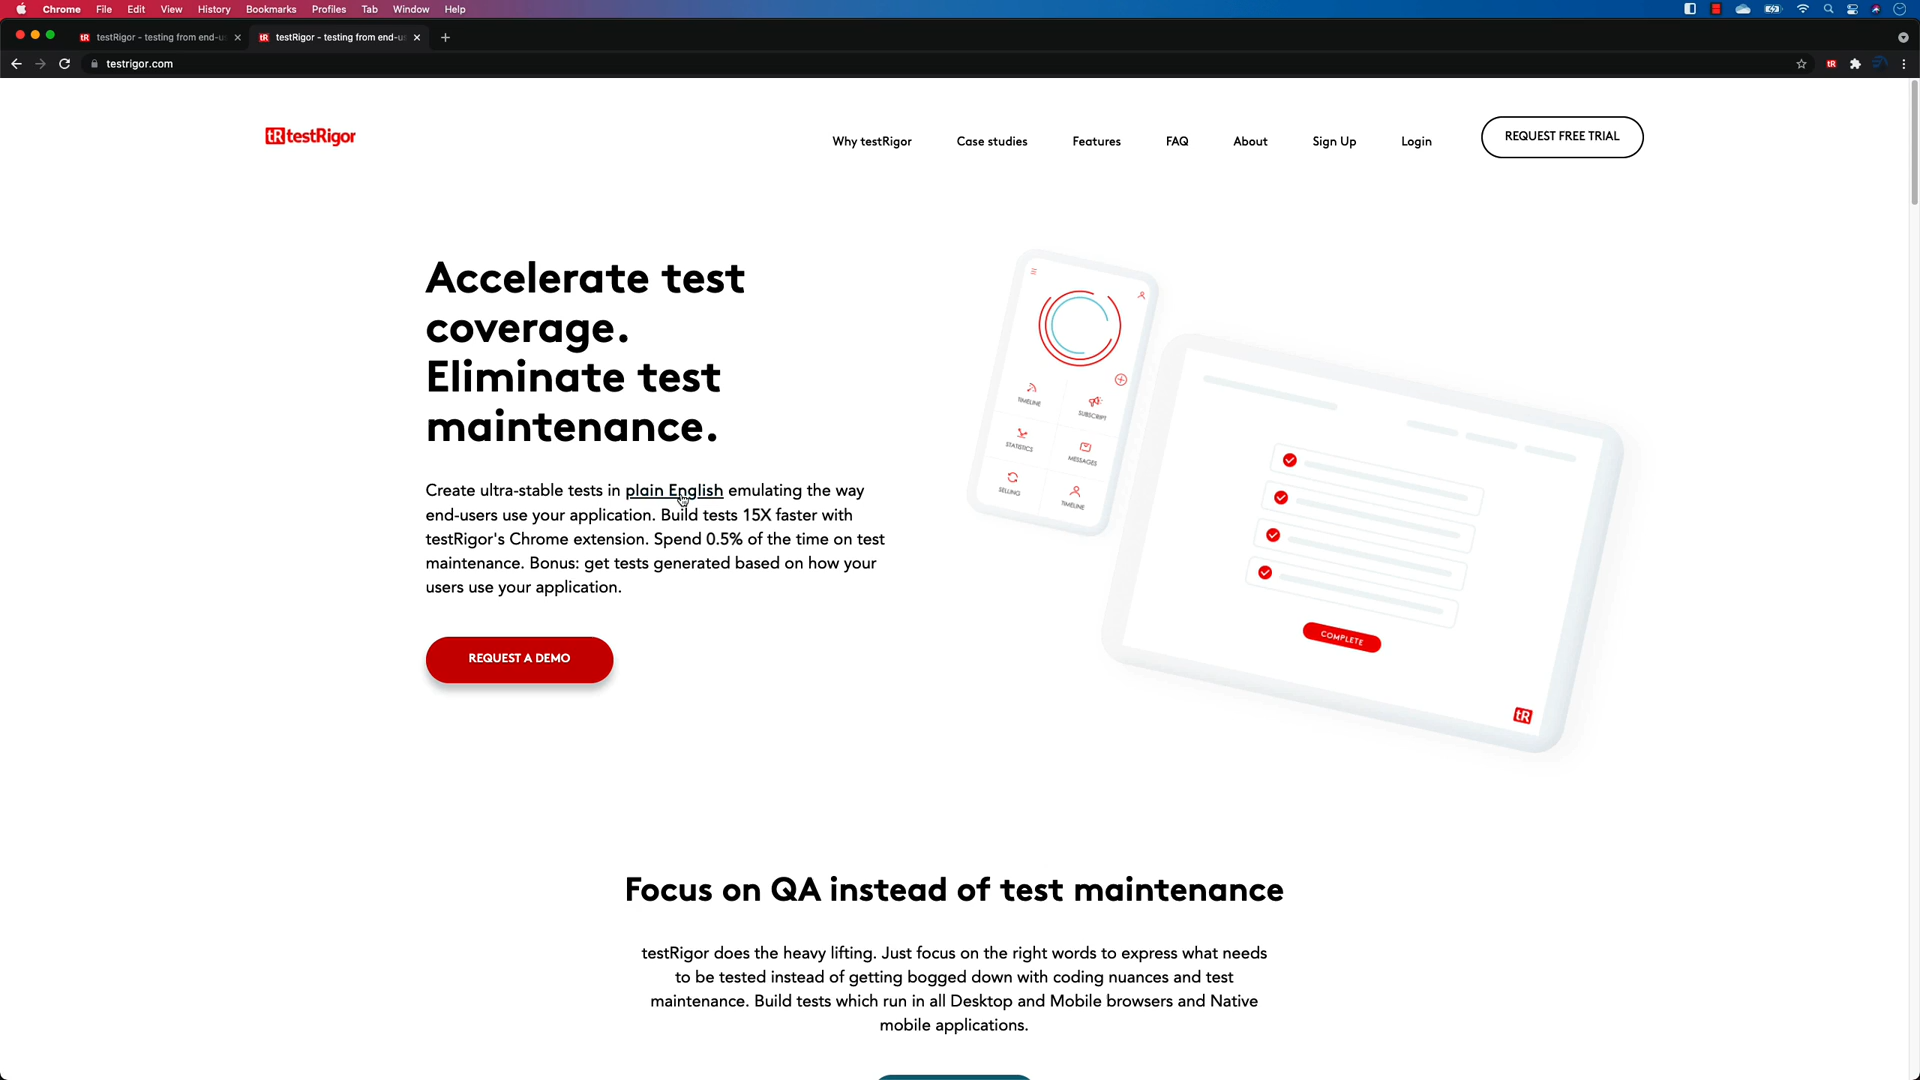 Chrome File Edit View History Bookmarks Profiles Tab Window Help
tR testRigor - testing from end-u
tR testRigor - testing from end-u
testrigor.com
tR
tR testRigor
Why testRigor
Case studies
Features
FAQ
About
Sign Up
Login
REQUEST FREE TRIAL
Accelerate test
coverage.
Eliminate test
maintenance.
Create ultra-stable tests in plain English emulating the way
end-users use your application. Build tests 15X faster with
testRigor's Chrome extension. Spend 0.5% of the time on test
maintenance. Bonus: get tests generated based on how your
users use your application.
REQUEST A DEMO
TIMELINE
SUBSCRIPT
STATISTICS
MESSAGES
SELLING
TIMELINE
COMPLETE
tR
Focus on QA instead of test maintenance
testRigor does the heavy lifting. Just focus on the right words to express what needs
to be tested instead of getting bogged down with coding nuances and test
maintenance. Build tests which run in all Desktop and Mobile browsers and Native
mobile applications.